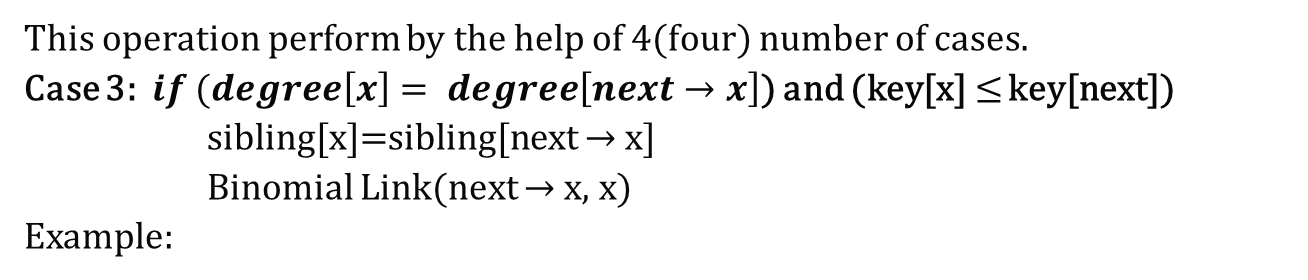 This operation perform by the help of 4(four) number of cases.
Case 3: if (degree[x] = degree[next → x]) and (key[x] ≤ key[next])
sibling[x]=sibling[next → x]
Binomial Link(next → x, x)
Example: